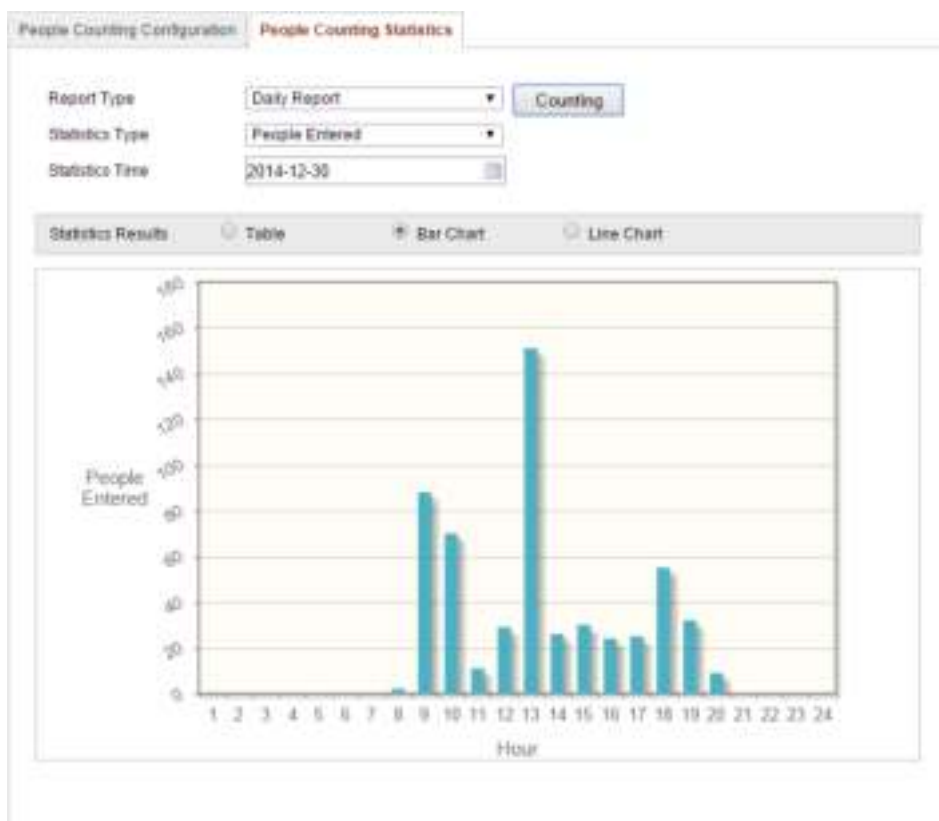 People Counting Configuration People Counting Statistics
Report Type Daily Report Counting
Statistics Type People Entered
Statistics Time 2014-12-30
Statistics Results Table Bar Chart Line Chart
180
160
140
120
100
80
60
40
20
0
People
Entered
1 2 3 4 5 6 7 8 9 10 11 12 13 14 15 16 17 18 19 20 21 22 23 24
Hour